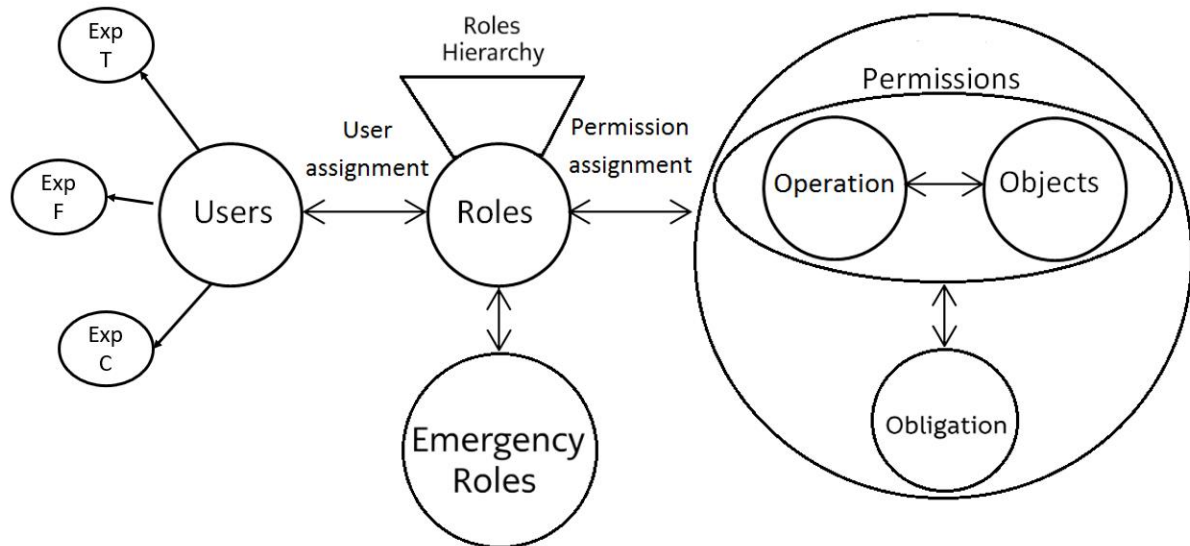 Exp
T
Roles
Hierarchy
Permissions
User
assignment
Permission
assignment
Exp
F
Users
Roles
Operation
Objects
Exp
C
Emergency
Roles
Obligation